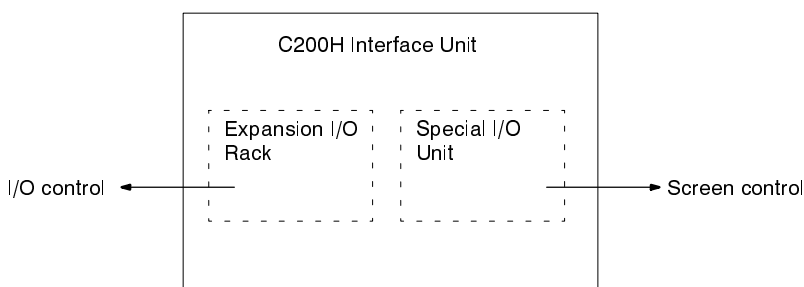 C200H Interface Unit
Expansion I/O
Rack
Special I/O
Unit
I/O control
Screen control